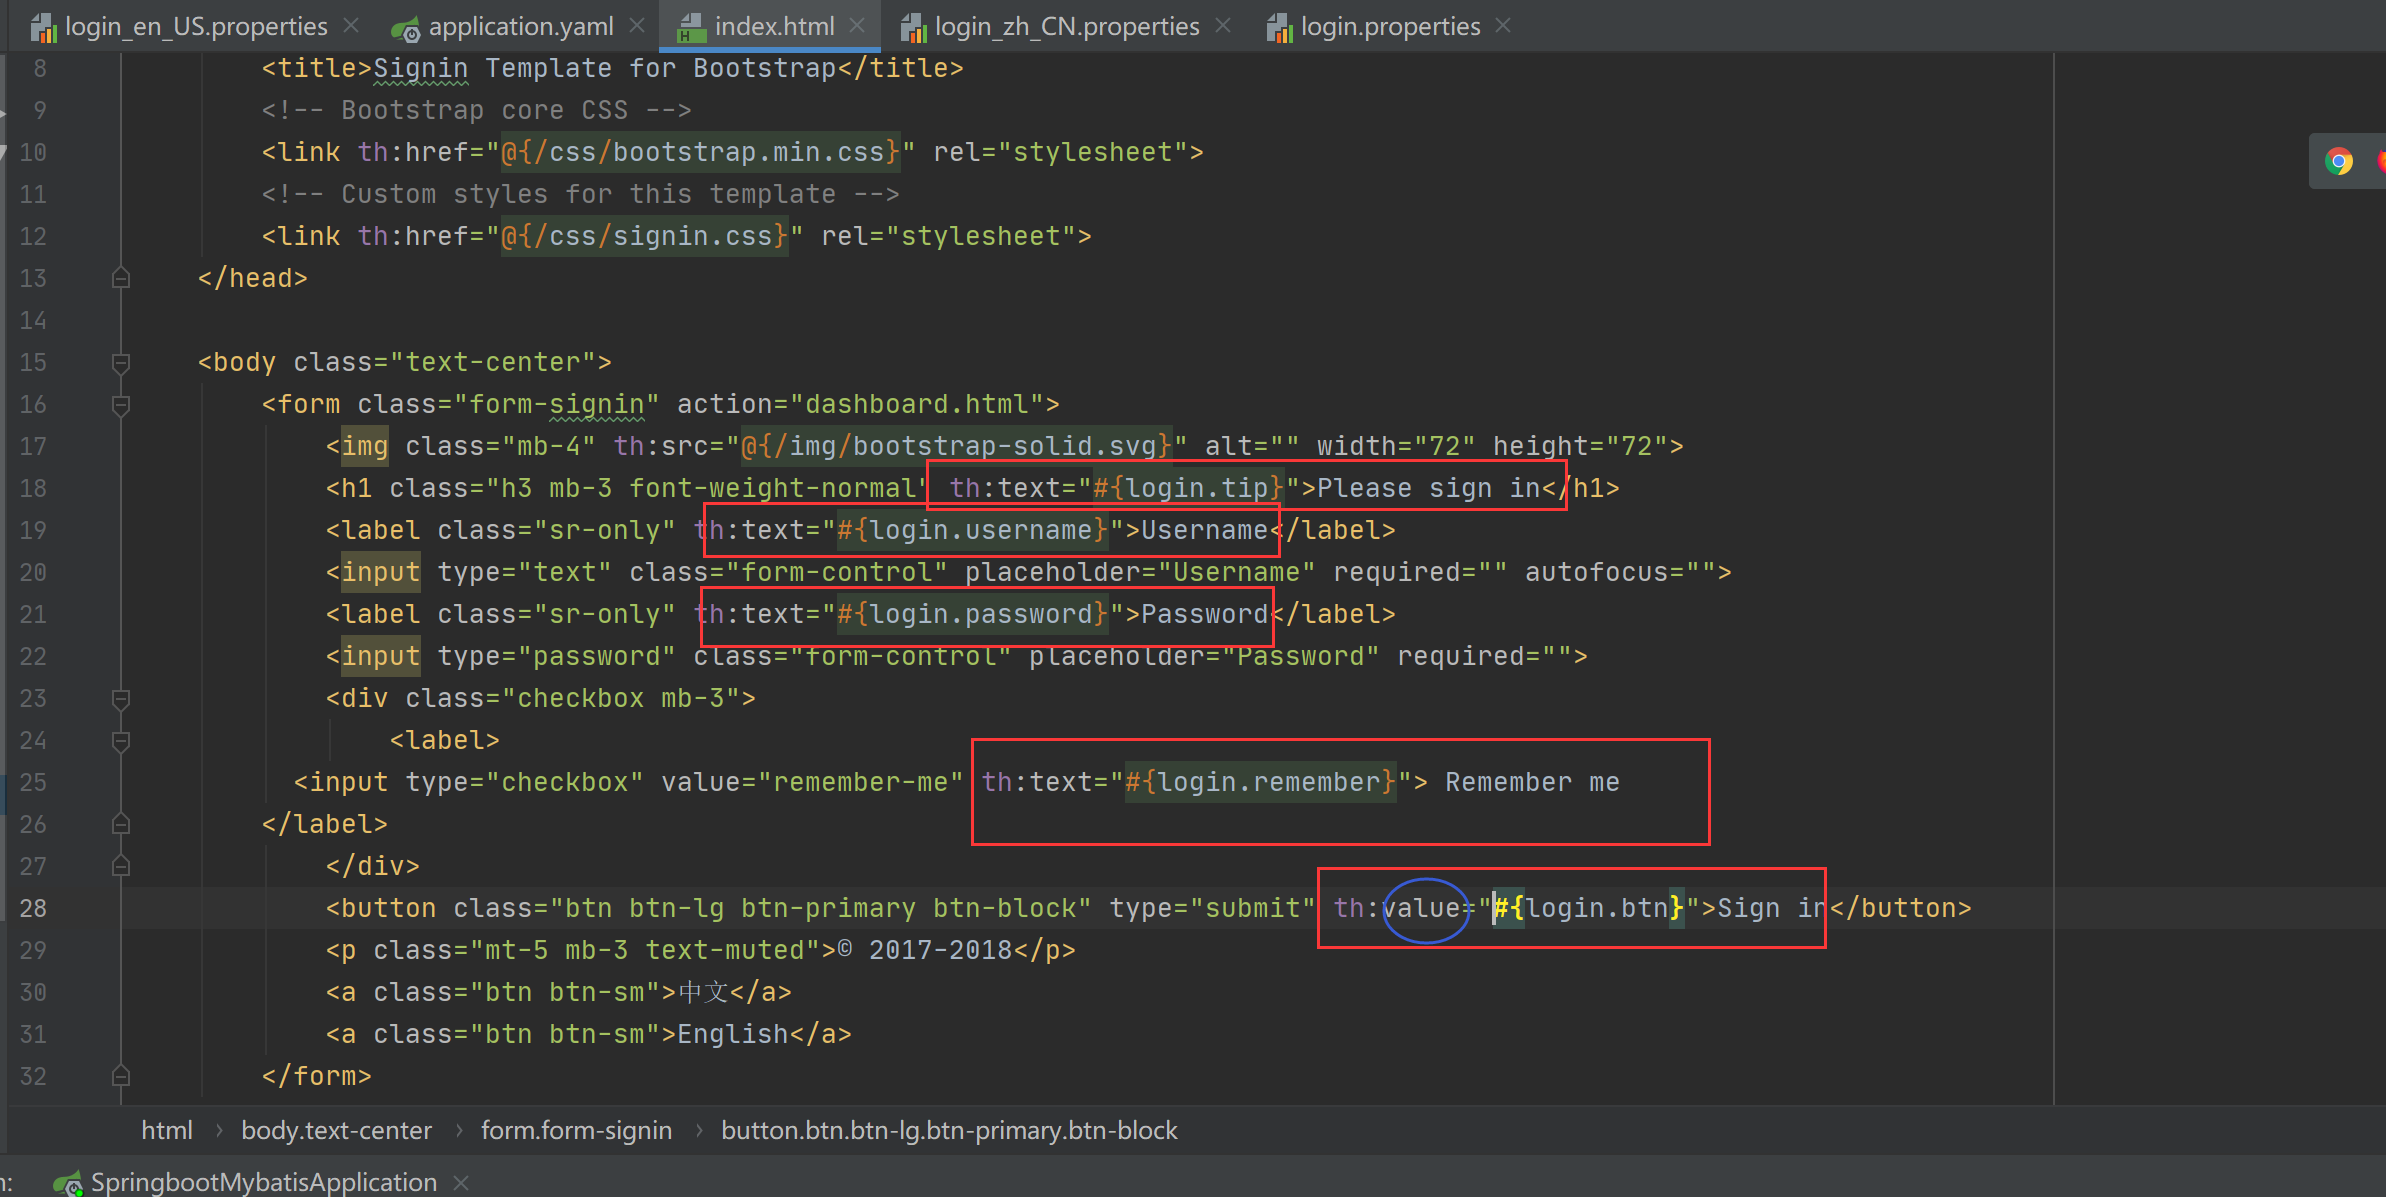 login_en_US.properties application.yaml index.html login_zh_CN.properties login.properties
8 <title>Signin Template for Bootstrap</title>
9 <!-- Bootstrap core CSS -->
10 <link th:href="@{/css/bootstrap.min.css}" rel="stylesheet">
11 <!-- Custom styles for this template -->
12 <link th:href="@{/css/signin.css}" rel="stylesheet">
13 </head>
14
15 <body class="text-center">
16 <form class="form-signin" action="dashboard.html">
17 <img class="mb-4" th:src="@{/img/bootstrap-solid.svg}" alt="" width="72" height="72">
18 <h1 class="h3 mb-3 font-weight-normal" th:text="#{login.tip}">Please sign in</h1>
19 <label class="sr-only" th:text="#{login.username}">Username</label>
20 <input type="text" class="form-control" placeholder="Username" required="" autofocus="">
21 <label class="sr-only" th:text="#{login.password}">Password</label>
22 <input type="password" class="form-control" placeholder="Password" required="">
23 <div class="checkbox mb-3">
24 <label>
25 <input type="checkbox" value="remember-me" th:text="#{login.remember}"> Remember me
26 </label>
27 </div>
28 <button class="btn btn-lg btn-primary btn-block" type="submit" th:value="#{login.btn}">Sign in</button>
29 <p class="mt-5 mb-3 text-muted">© 2017-2018</p>
30 <a class="btn btn-sm">中文</a>
31 <a class="btn btn-sm">English</a>
32 </form>
html › body.text-center › form.form-signin › button.btn.btn-lg.btn-primary.btn-block
SpringbootMybatisApplication